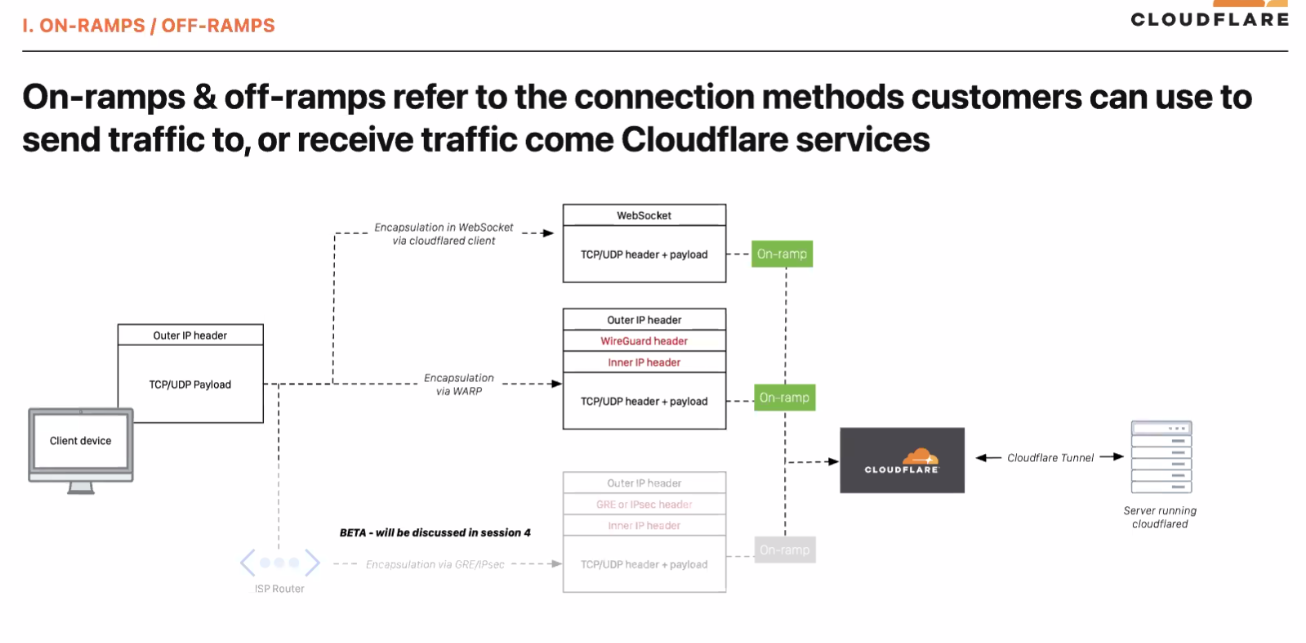 I. ON-RAMPS / OFF-RAMPS
CLOUDFLARE
On-ramps & off-ramps refer to the connection methods customers can use to
send traffic to, or receive traffic come Cloudflare services
Encapsulation in WebSocket
via cloudflared client
WebSocket
TCP/UDP header + payload
On-ramp
Outer IP header
TCP/UDP Payload
Client device
Encapsulation
via WARP
Outer IP header
WireGuard header
Inner IP header
TCP/UDP header + payload
On-ramp
CLOUDFLARE
Cloudflare Tunnel
Server running
cloudflared
BETA - will be discussed in session 4
ISP Router
Encapsulation via GRE/IPsec
Outer IP header
GRE or IPsec header
Inner IP header
TCP/UDP header + payload
On-ramp